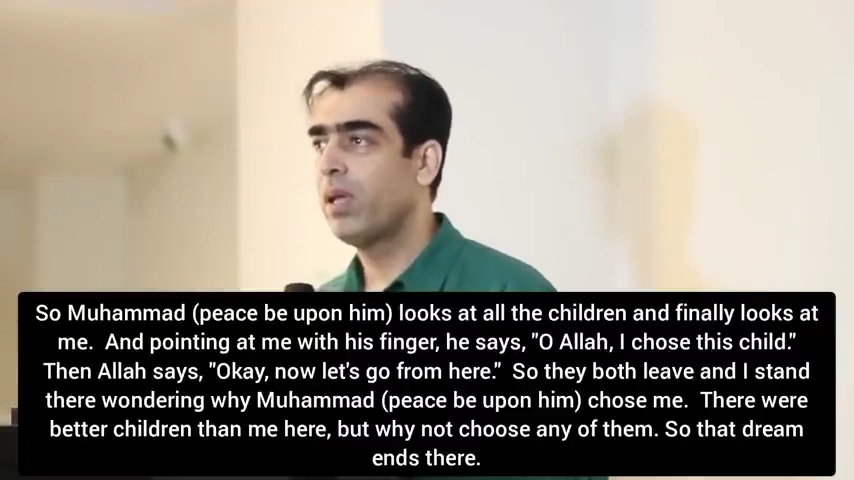 So Muhammad (peace be upon him) looks at all the children and finally looks at
me.  And pointing at me with his finger, he says, "O Allah, I chose this child."
Then Allah says, "Okay, now let's go from here."  So they both leave and I stand
there wondering why Muhammad (peace be upon him) chose me.  There were
better children than me here, but why not choose any of them. So that dream
ends there.